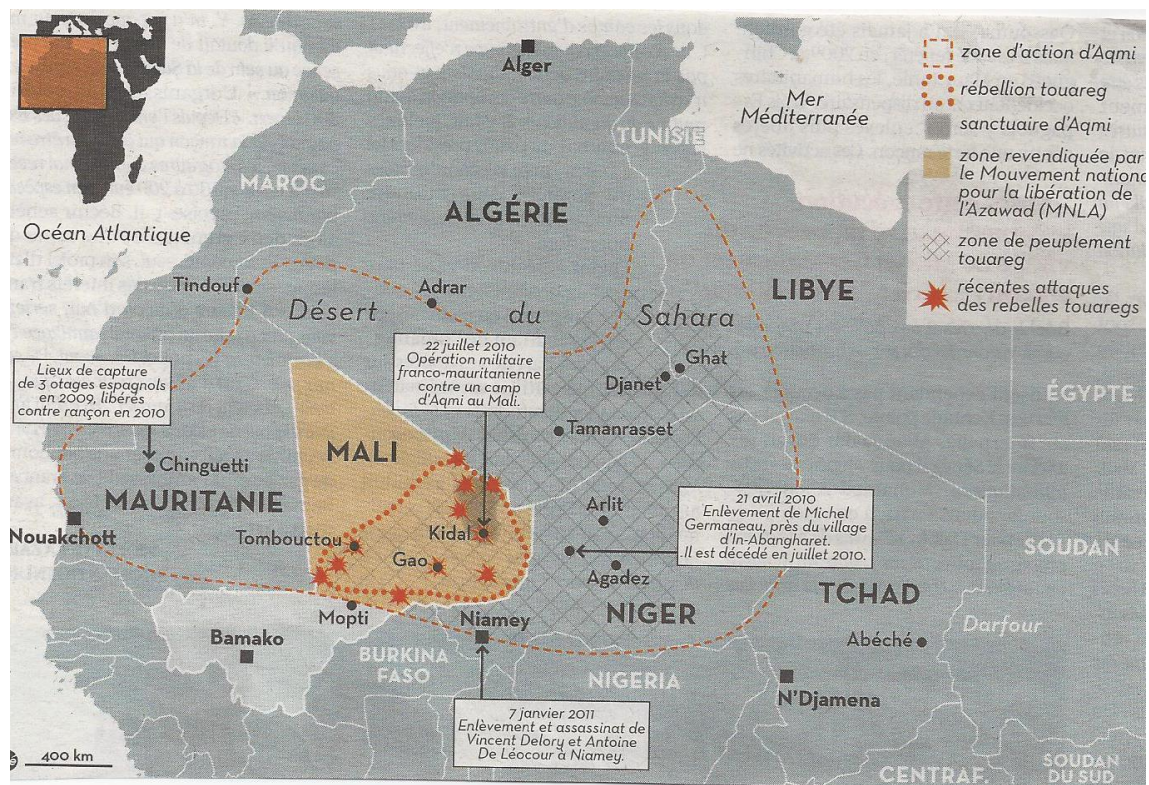 zone d'action d'Aqmi
rébellion touareg
sanctuaire d'Aqmi
zone revendiquée par
le Mouvement nationa
pour la libération de
l'Azawad (MNLA)
zone de peuplement
touareg
récentes attaques
des rebelles touaregs
Alger
Mer
Méditerranée
TUNISIE
MAROC
ALGÉRIE
Océan Atlantique
Tindouf
Adrar
LIBYE
Désert du Sahara
22 juillet 2010
Opération militaire
franco-mauritanienne
contre un camp
d'Aqmi au Mali.
Ghat
Djanet
Lieux de capture
de 3 otages espagnols
en 2009, libérés
contre rançon en 2010
ÉGYPTE
Tamanrasset
MALI
Chinguetti
MAURITANIE
21 avril 2010
Enlèvement de Michel
Germaneau, près du village
d'In-Abangharet.
Il est décédé en juillet 2010.
Arlit
Nouakchott
Tombouctou
Kidal
Gao
SOUDAN
Agadez
TCHAD
NIGER
Mopti
Niamey
Darfour
Bamako
Abéché
BURKINA
FASO
NIGERIA
N'Djamena
7 janvier 2011
Enlèvement et assassinat de
Vincent Delory et Antoine
De Léocour à Niamey.
400 km
CENTRAF.
SOUDAN
DU SUD